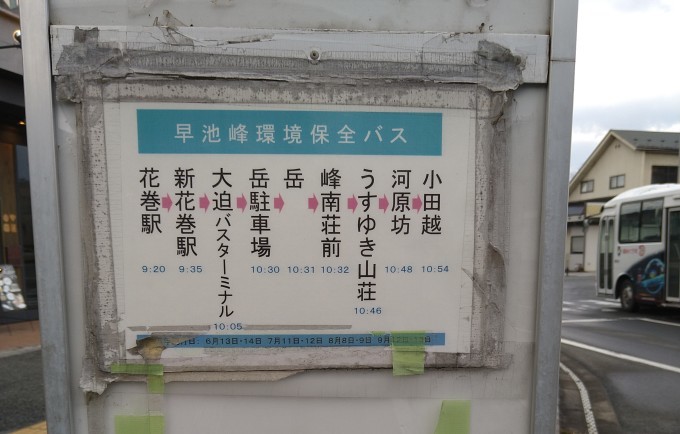 早池峰環境保全バス
花巻駅
9:20
新花巻駅
9:35
大迫バスターミナル
10:05
岳駐車場
10:30
岳
10:31
峰南荘前
10:32
うすゆき山荘
10:46
河原坊
10:48
小田越
10:54
日: 6月13日・14日 7月11日・12日 8月8日・9日